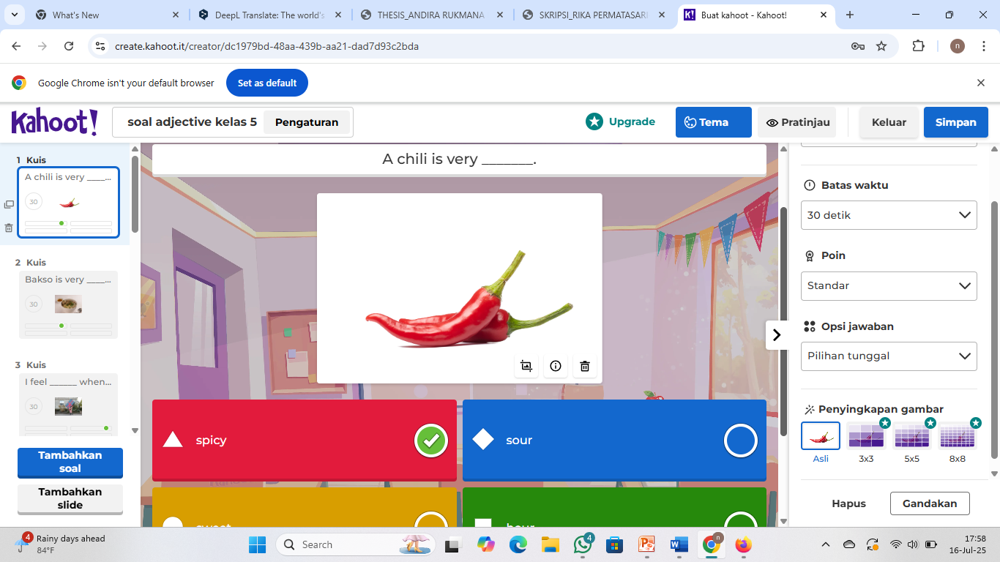 What's New
DeepL Translate: The world's
THESIS_ANDIRA RUKMANA
SKRIPSI_RIKA PERMATASARI
Buat kahoot - Kahoot!
create.kahoot.it/creator/dc1979bd-48aa-439b-aa21-dad7d93c2bda
n
Google Chrome isn't your default browser
Set as default
Kahoot!
soal adjective kelas 5
Pengaturan
Upgrade
Tema
Pratinjau
Keluar
Simpan
1 Kuis
A chili is very ____...
30
2 Kuis
Bakso is very ____...
30
3 Kuis
I feel ______ when...
30
Tambahkan soal
Tambahkan slide
A chili is very _______.
spicy
sour
sweet
Batas waktu
30 detik
Poin
Standar
Opsi jawaban
Pilihan tunggal
Penyingkapan gambar
Asli
3x3
5x5
8x8
Hapus
Gandakan
4
Rainy days ahead
84°F
Search
4
n
17:58
16-Jul-25